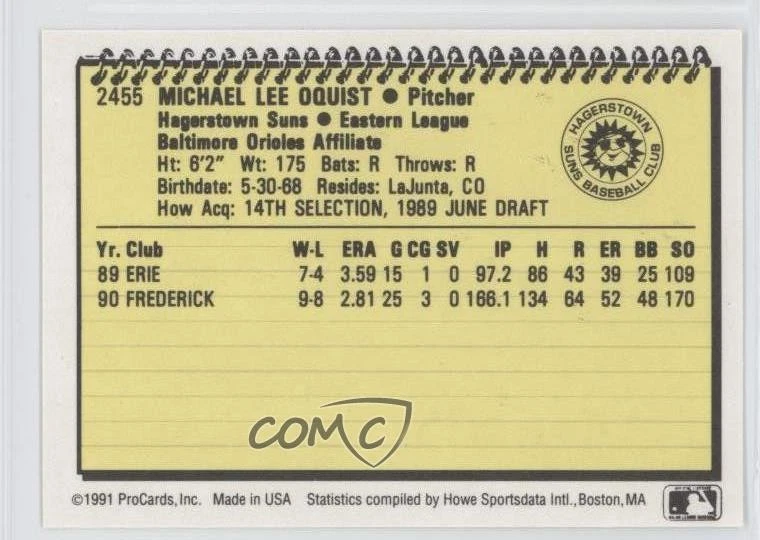 2455 MICHAEL LEE OQUIST ● Pitcher
Hagerstown Suns ● Eastern League
Baltimore Orioles Affiliate
Ht: 6'2" Wt: 175 Bats: R Throws: R
Birthdate: 5-30-68 Resides: LaJunta, CO
How Acq: 14TH SELECTION, 1989 JUNE DRAFT
HAGERSTOWN
SUNS BASEBALL CLUB
Yr. Club W-L ERA G CG SV IP H R ER BB SO
89 ERIE 7-4 3.59 15 1 0 97.2 86 43 39 25 109
90 FREDERICK 9-8 2.81 25 3 0 166.1 134 64 52 48 170
COMC
©1991 ProCards, Inc. Made in USA Statistics compiled by Howe Sportsdata Intl., Boston, MA